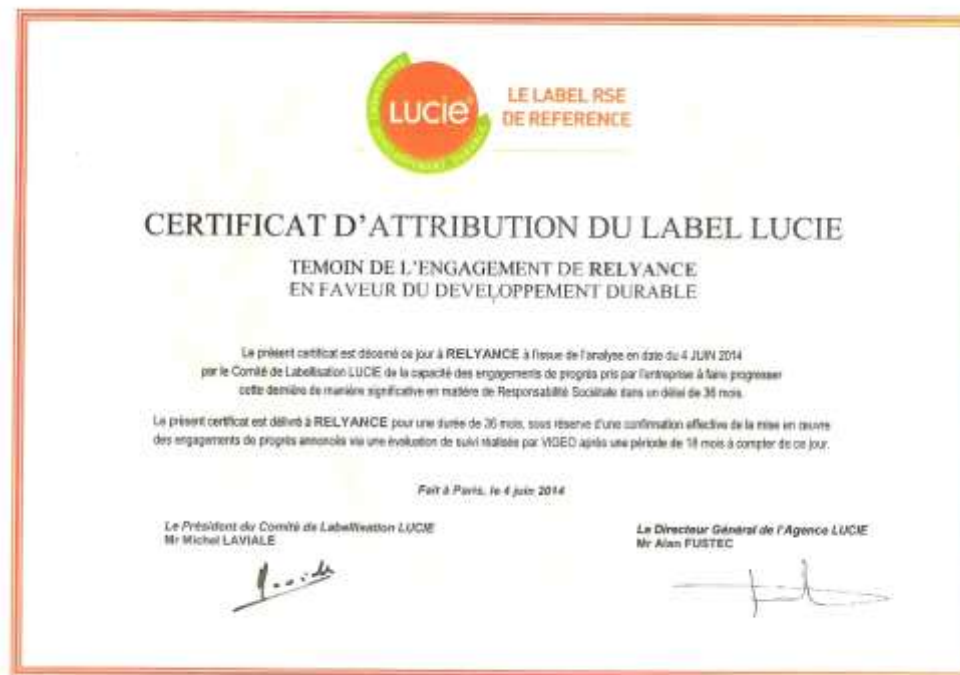 LUCIE
LE LABEL RSE
DE REFERENCE
CERTIFICAT D'ATTRIBUTION DU LABEL LUCIE
TEMOIN DE L'ENGAGEMENT DE RELYANCE
EN FAVEUR DU DEVELOPPEMENT DURABLE
Le présent certificat est décerné ce jour à RELYANCE à l'issue de l'analyse en date du 4 JUIN 2014
par le Comité de Labellisation LUCIE de la capacité des engagements de progrès pris par l'entreprise à faire progresser
cette dernière de manière significative en matière de Responsabilité Sociétale dans un délai de 36 mois.
Le présent certificat est délivré à RELYANCE pour une durée de 36 mois, sous réserve d'une confirmation effective de la mise en œuvre
des engagements de progrès annoncés via une évaluation de suivi réalisée par VIGEO après une période de 18 mois à compter de ce jour.
Fait à Paris, le 4 juin 2014
Le Président du Comité de Labellisation LUCIE
Mr Michel LAVIALE
Le Directeur Général de l'Agence LUCIE
Mr Alan FUSTEC